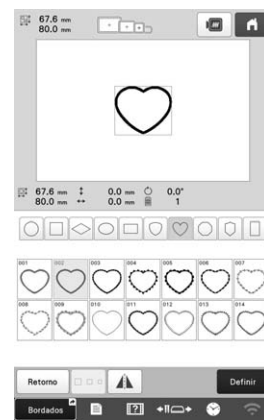 67.6 mm
80.0 mm
67.6 mm 0.0 mm 0.0°
80.0 mm 0.0 mm 1
001 002 003 004 005 006 007
008 009 010 011 012 013 014
Retorno Definir
Bordados